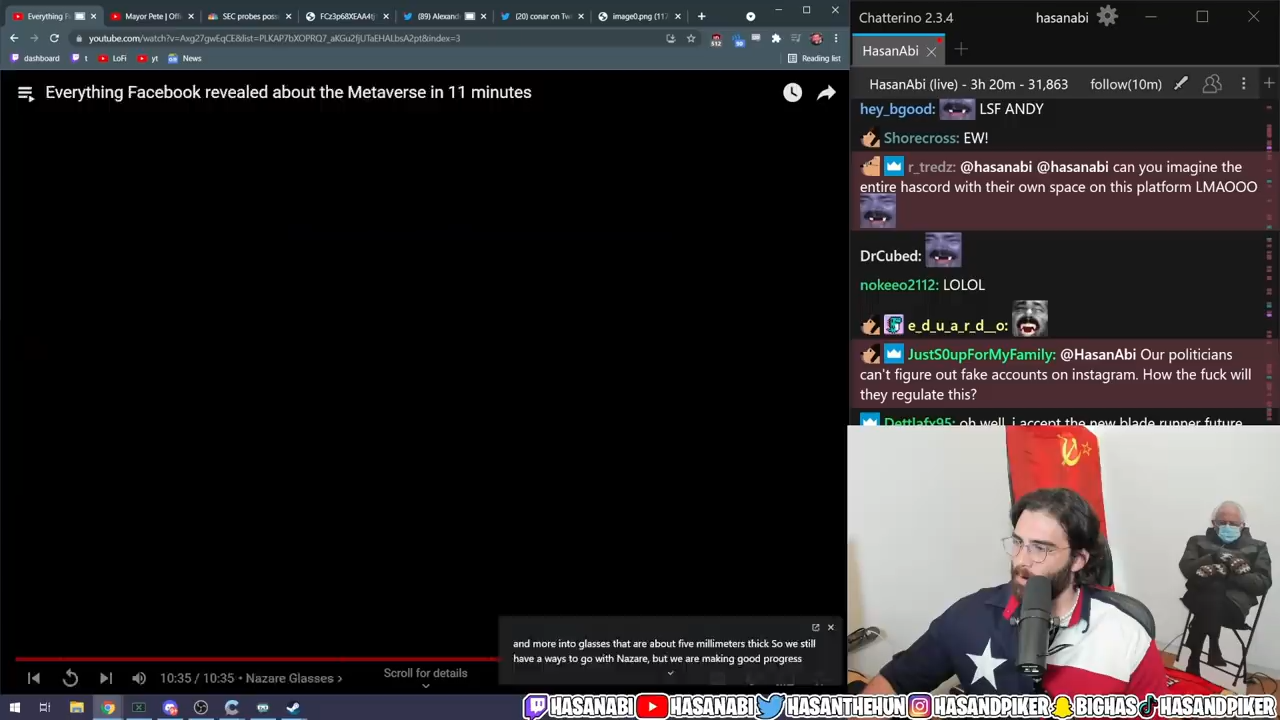 Everything F
Mayor Pete | Offi
SEC probes poss
FCz3p68XEAA4tj
(89) Alexand
(20) conar on Tw
image0.png (117
youtube.com/watch?v=Axg27gwEqCE&list=PLKAP7bXOPRQ7_aKGu2fjUTaEHALbsA2pt&index=3
dashboard
t
LoFi
yt
News
Reading list
Everything Facebook revealed about the Metaverse in 11 minutes
and more into glasses that are about five millimeters thick So we still
have a ways to go with Nazare, but we are making good progress
10:35 / 10:35 • Nazare Glasses ›
Scroll for details
Chatterino 2.3.4
hasanabi
HasanAbi
HasanAbi (live) - 3h 20m - 31,863
follow(10m)
hey_bgood: LSF ANDY
Shorecross: EW!
r_tredz: @hasanabi @hasanabi can you imagine the
entire hascord with their own space on this platform LMAOOO
DrCubed:
nokeeo2112: LOLOL
e_d_u_a_r_d__o:
JustS0upForMyFamily: @HasanAbi Our politicians
can't figure out fake accounts on instagram. How the fuck will
they regulate this?
Dettlafx95: oh well, i accept the new blade runner future
HASANABI
HASANABI
HASANTHEHUN
HASANDPIKER
BIGHAS
HASANDPIKER